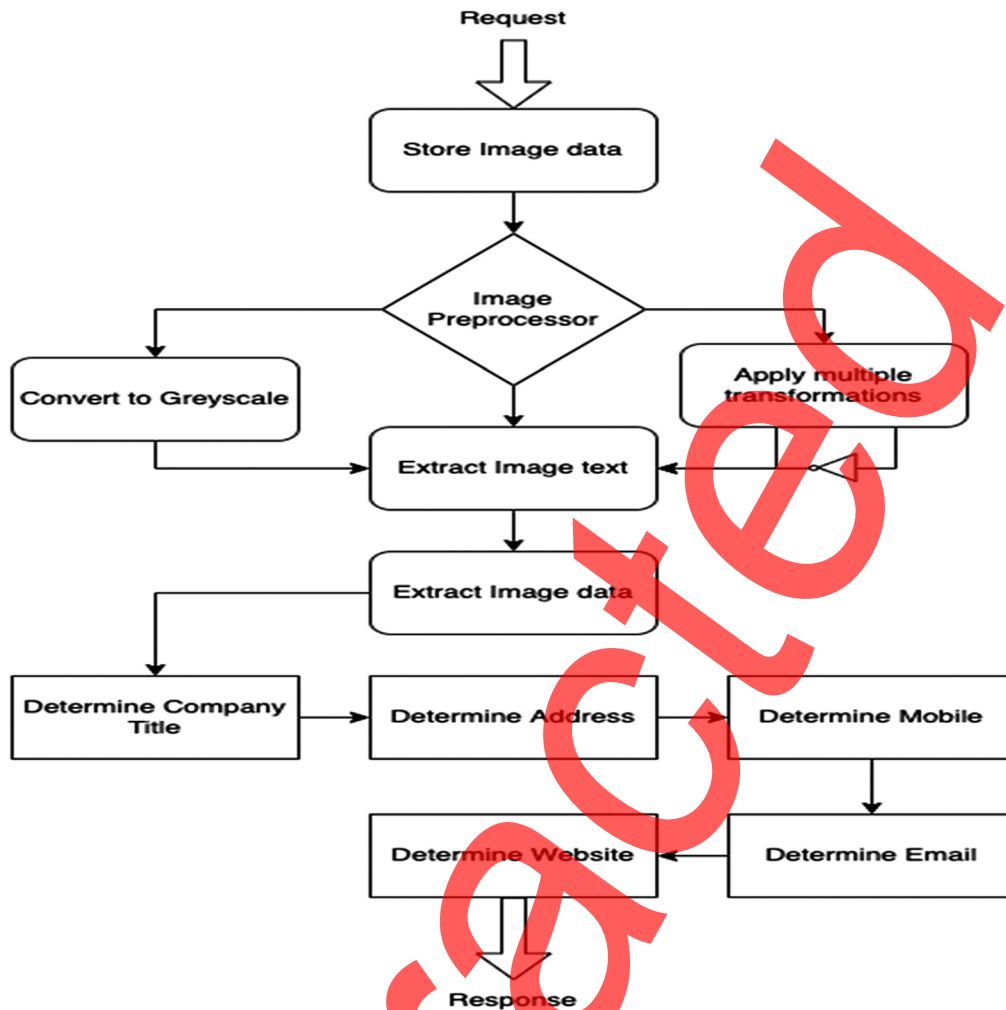 Request
Store Image data
Image
Preprocessor
Convert to Greyscale
Apply multiple
transformations
Extract Image text
Extract Image data
Determine Company
Title
Determine Address
Determine Mobile
Determine Website
Determine Email
Response
acted